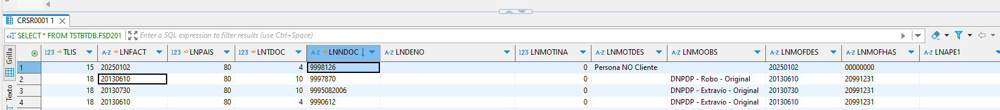 CRSR0001 1
SELECT * FROM TSTBTDB.FSD201 Enter a SQL expression to filter results (use Ctrl+Space)
Grilla
Texto
123 TLIS A-Z LNFACT 123 LNPAIS 123 LNTDOC A-Z LNNDOC A-Z LNDENO 123 LNMOTINA A-Z LNMOTDES A-Z LNMOOBS A-Z LNMOFDES A-Z LNMOFHAS A-Z LNAPE1
1 15 20250102 80 4 9998126 0 Persona NO Cliente 20250102 00000000
2 18 20130610 80 10 9997870 0 DNPDP - Robo - Original 20130610 20991231
3 18 20130730 80 10 9995082006 0 DNPDP - Extravío - Original 20130730 20991231
4 18 20130610 80 4 9990612 0 DNPDP - Extravío - Original 20130610 20991231